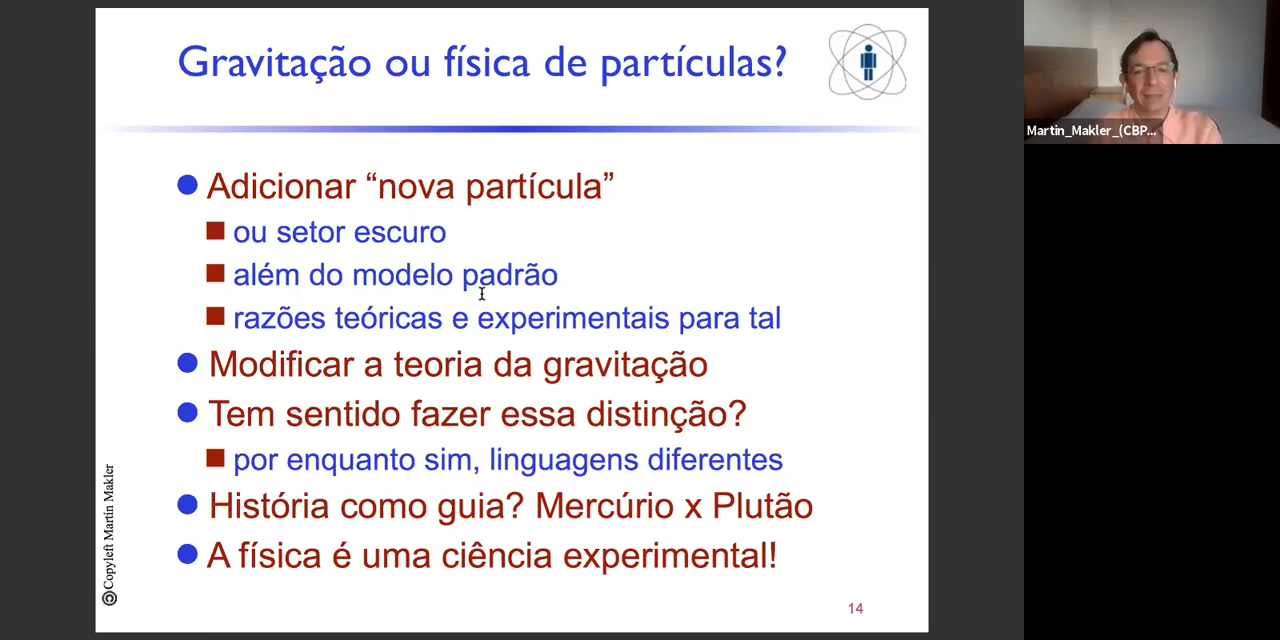 Gravitação ou física de partículas?
Adicionar “nova partícula”
ou setor escuro
além do modelo padrão
razões teóricas e experimentais para tal
Modificar a teoria da gravitação
Tem sentido fazer essa distinção?
por enquanto sim, linguagens diferentes
História como guia? Mercúrio x Plutão
A física é uma ciência experimental!
Copyleft Martín Makler
14
Martin_Makler_(CBP...